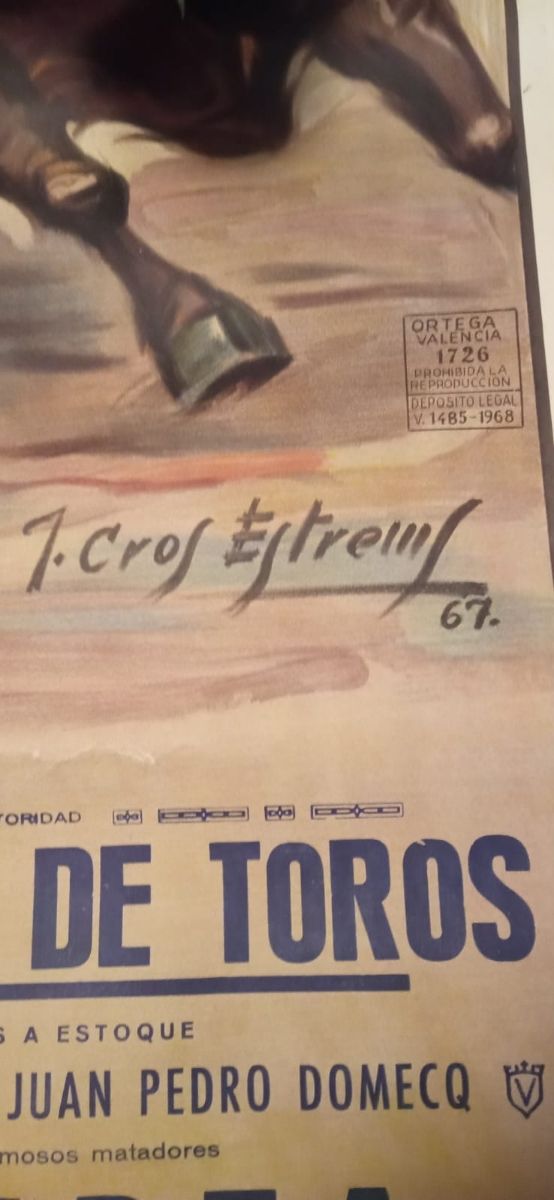 ORTEGA
VALENCIA
1726
PROHIBIDA LA
REPRODUCCIÓN
DEPOSITO LEGAL
V. 1485-1968
J. Cros Estrems
67.
TORIDAD
DE TOROS
S A ESTOQUE
JUAN PEDRO DOMECQ V
mosos matadores